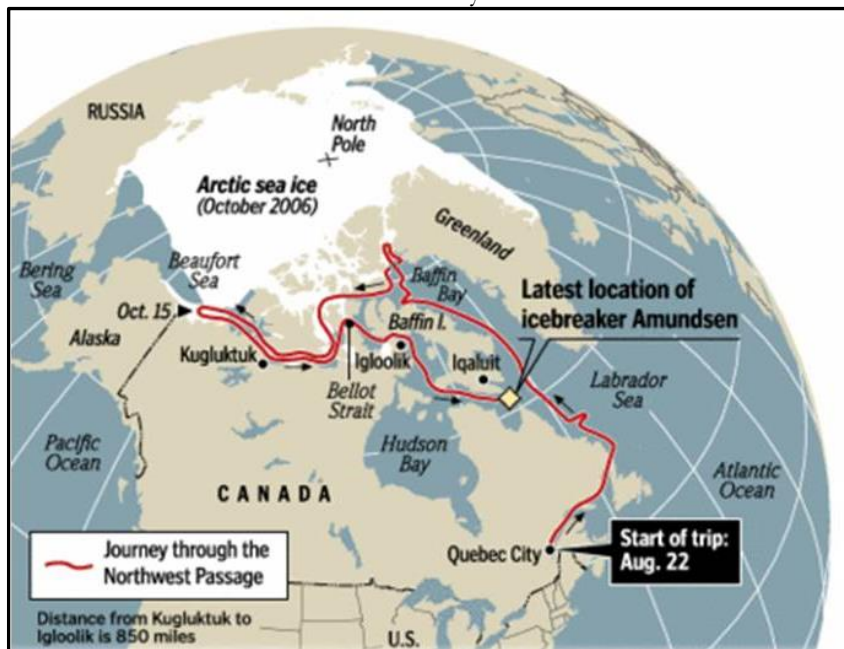 RUSSIA
North
Pole
Arctic sea ice
(October 2006)
Greenland
Bering
Sea
Beaufort
Sea
Baffin
Bay
Latest location of
icebreaker Amundsen
Oct. 15
Alaska
Baffin I.
Kugluktuk
Igloolik
Iqaluit
Bellot
Strait
Labrador
Sea
Pacific
Ocean
Hudson
Bay
Atlantic
Ocean
CANADA
Journey through the
Northwest Passage
Quebec City
Start of trip:
Aug. 22
Distance from Kugluktuk to
Igloolik is 850 miles
U.S.